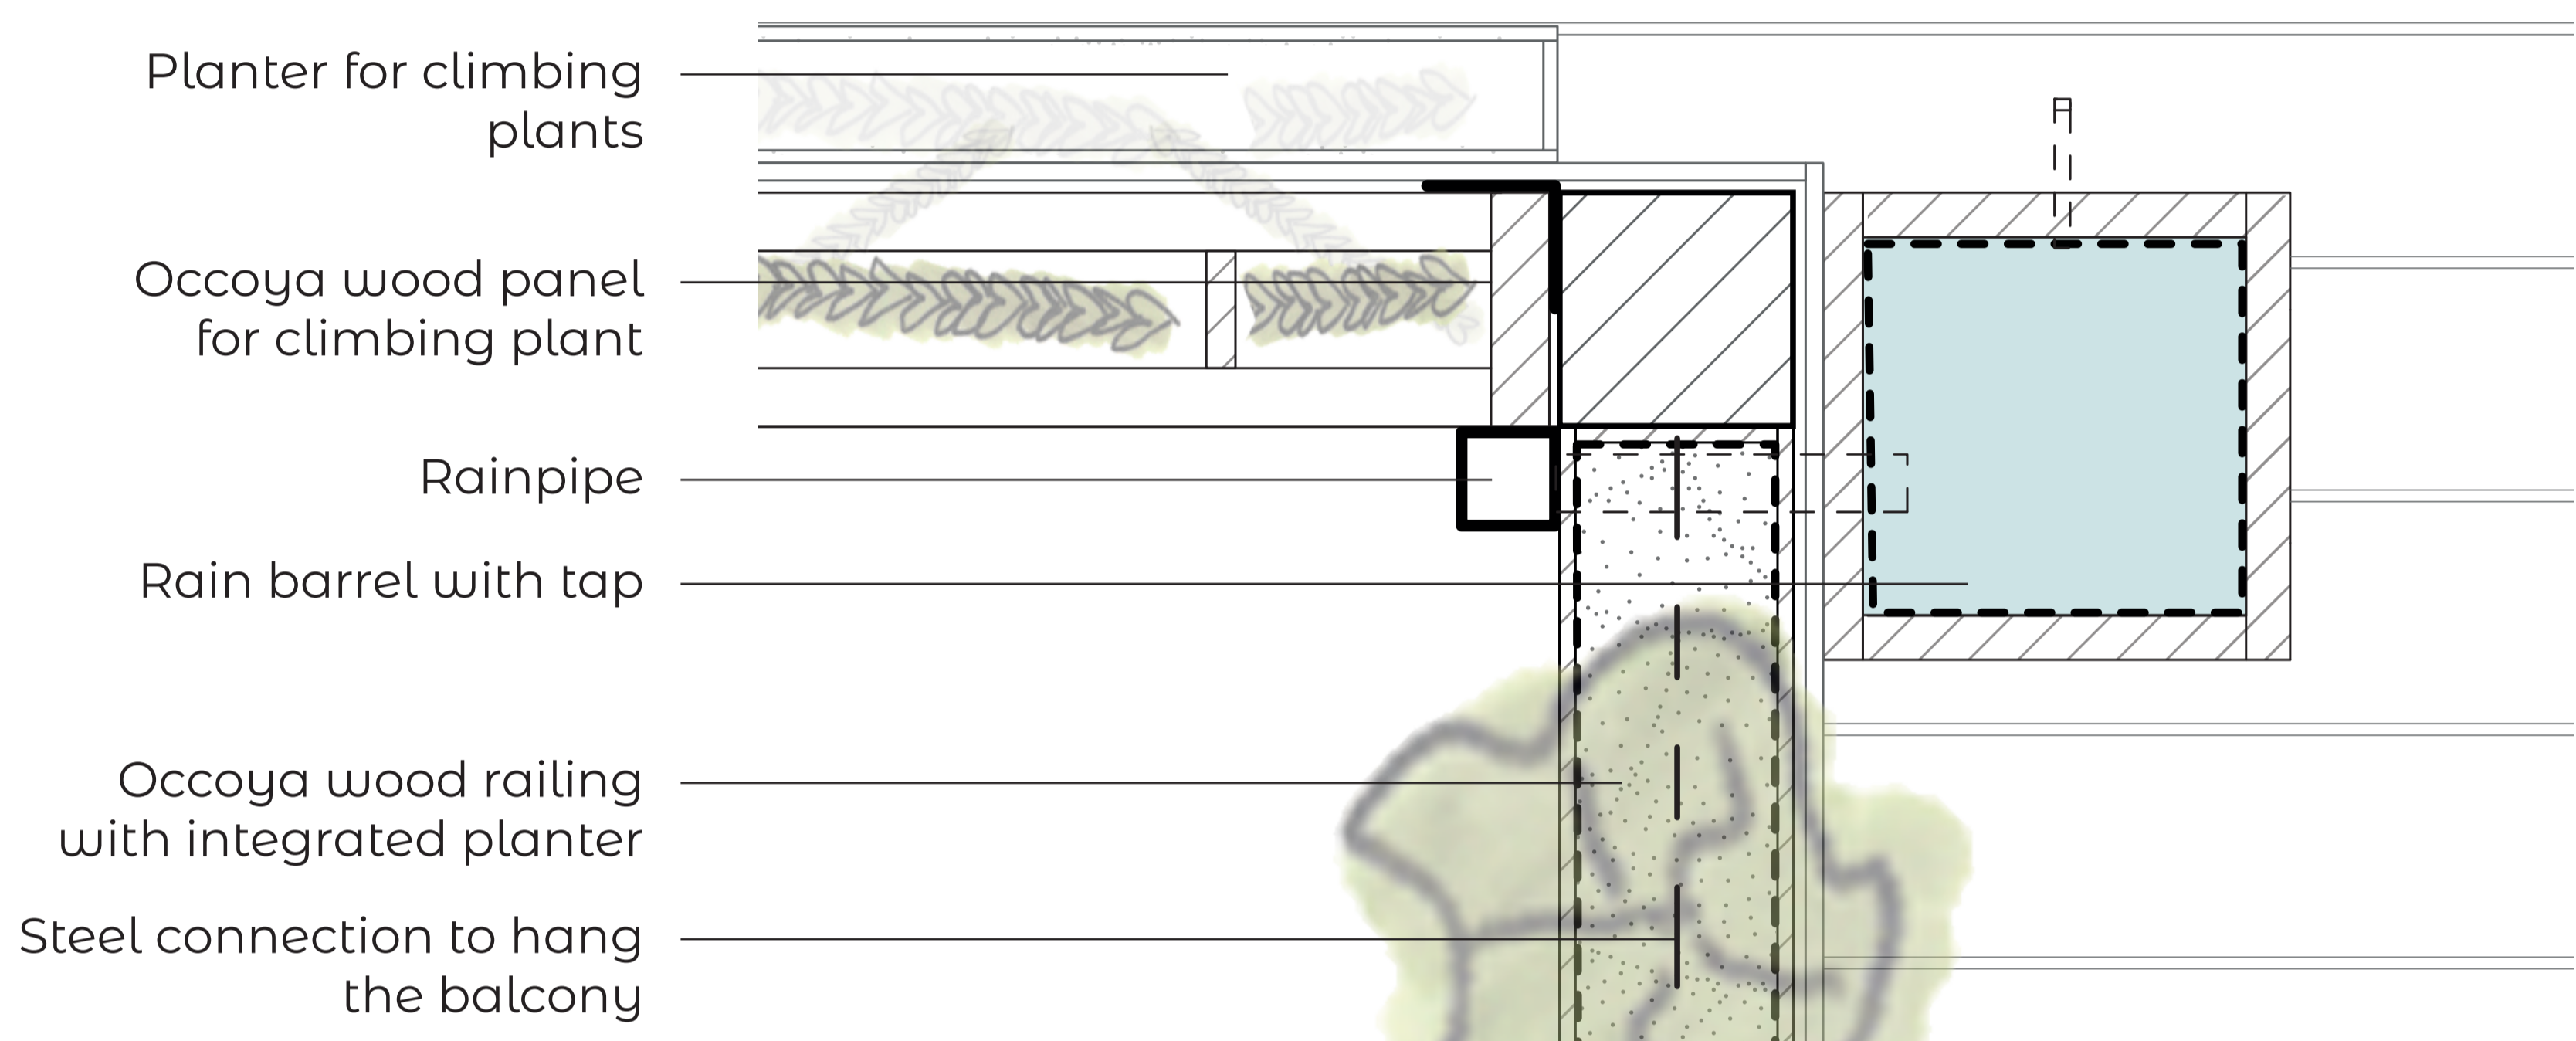 Planter for climbing
plants
Occoya wood panel
for climbing plant
Rainpipe
Rain barrel with tap
Occoya wood railing
with integrated planter
Steel connection to hang
the balcony